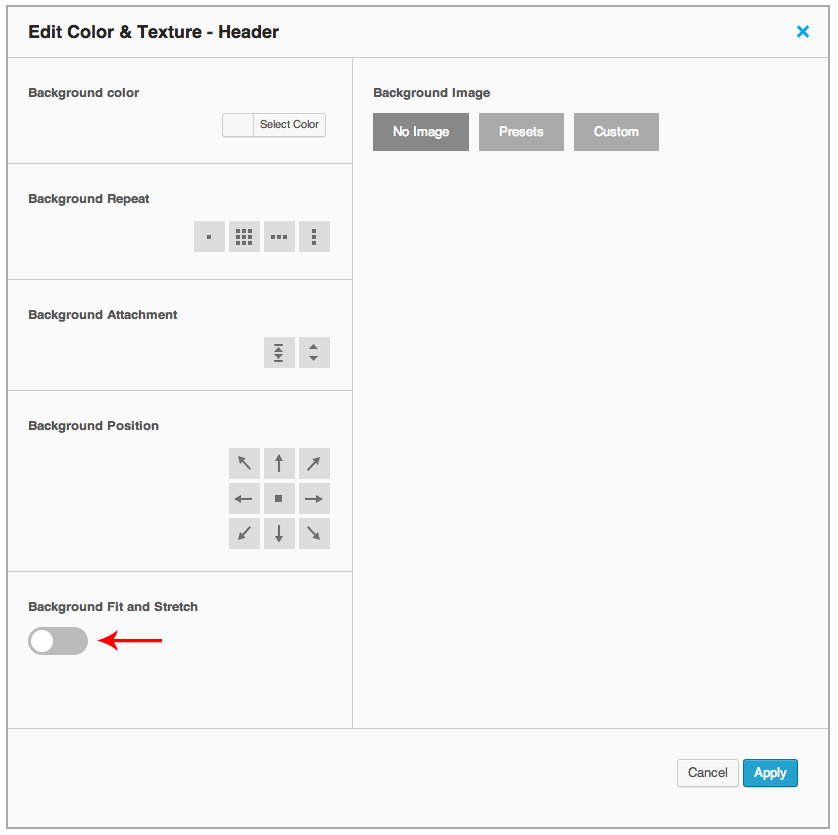 Edit Color & Texture - Header
Background color
Select Color
Background Repeat
Background Attachment
Background Position
Background Fit and Stretch
Background Image
No Image
Presets
Custom
Cancel
Apply